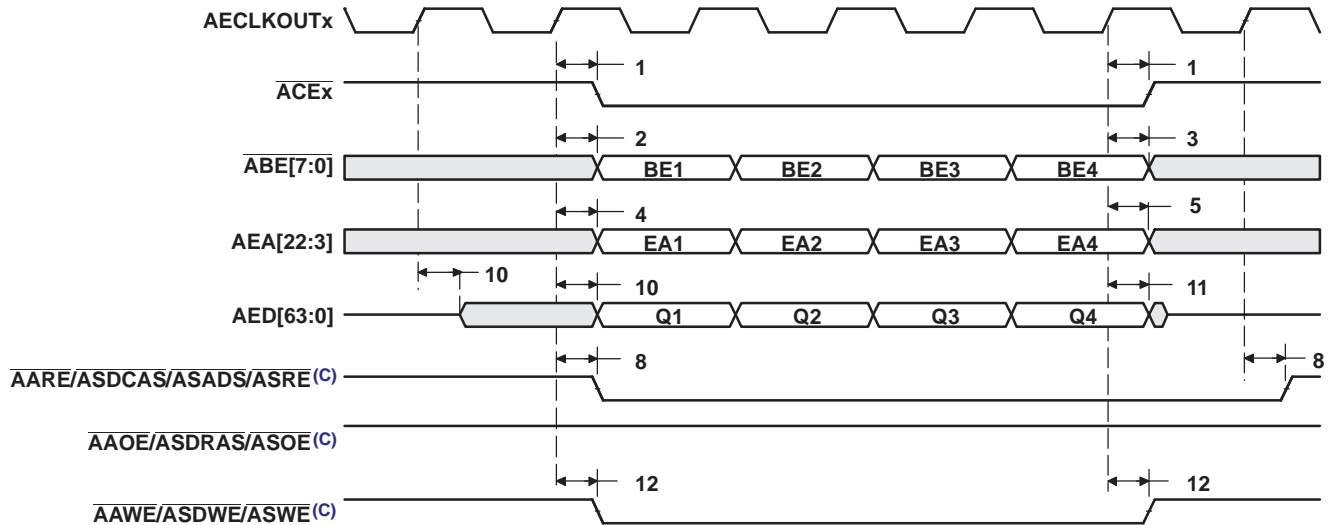 AECLKOUTx
1 1
ACEx
2 3
ABE[7:0] BE1 BE2 BE3 BE4
4 5
AEA[22:3] EA1 EA2 EA3 EA4
10 10 11
AED[63:0] Q1 Q2 Q3 Q4
8 8
AARE/ASDCAS/ASADS/ASRE(C)
AAOE/ASDRAS/ASOE(C)
12 12
AAWE/ASDWE/ASWE(C)